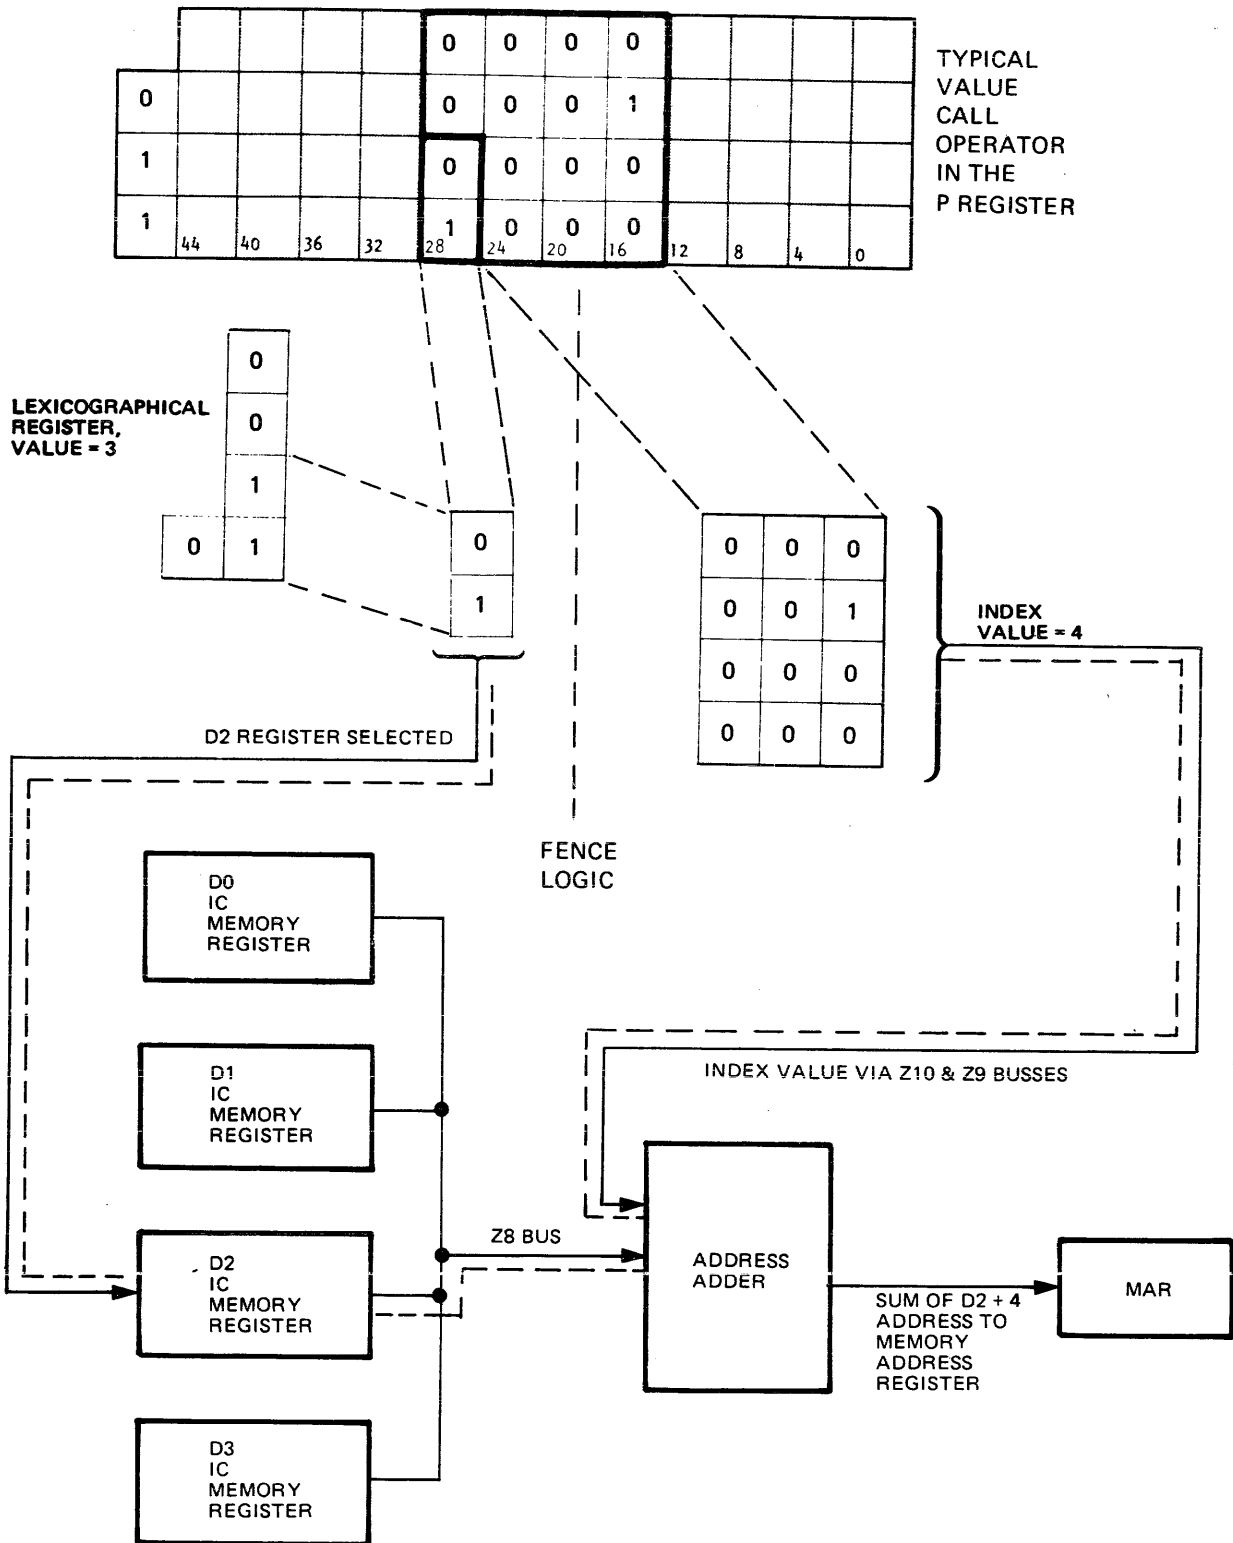 0 0 0 0
0 0 0 0 1
1 0 0 0 0
1 1 0 0 0
44 40 36 32 28 24 20 16 12 8 4 0
TYPICAL
VALUE
CALL
OPERATOR
IN THE
P REGISTER
LEXICOGRAPHICAL
REGISTER,
VALUE = 3
0
0
1
0 1
0
1
0 0 0
0 0 1
0 0 0
0 0 0
INDEX
VALUE = 4
D2 REGISTER SELECTED
FENCE
LOGIC
D0
IC
MEMORY
REGISTER
D1
IC
MEMORY
REGISTER
D2
IC
MEMORY
REGISTER
D3
IC
MEMORY
REGISTER
INDEX VALUE VIA Z10 & Z9 BUSSES
Z8 BUS
ADDRESS
ADDER
SUM OF D2 + 4
ADDRESS TO
MEMORY
ADDRESS
REGISTER
MAR